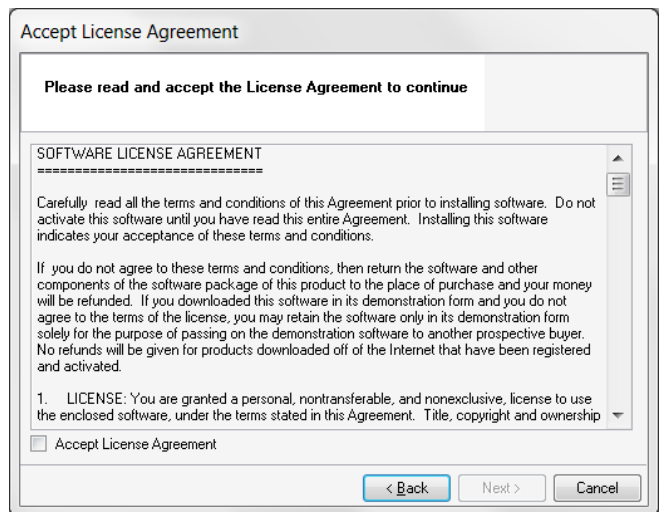 Accept License Agreement
Please read and accept the License Agreement to continue
SOFTWARE LICENSE AGREEMENT
==============================
Carefully read all the terms and conditions of this Agreement prior to installing software. Do not
activate this software until you have read this entire Agreement. Installing this software
indicates your acceptance of these terms and conditions.
If you do not agree to these terms and conditions, then return the software and other
components of the software package of this product to the place of purchase and your money
will be refunded. If you downloaded this software in its demonstration form and you do not
agree to the terms of the license, you may retain the software only in its demonstration form
solely for the purpose of passing on the demonstration software to another prospective buyer.
No refunds will be given for products downloaded off of the Internet that have been registered
and activated.
1. LICENSE: You are granted a personal, nontransferable, and nonexclusive, license to use
the enclosed software, under the terms stated in this Agreement. Title, copyright and ownership
Accept License Agreement
< Back Next > Cancel